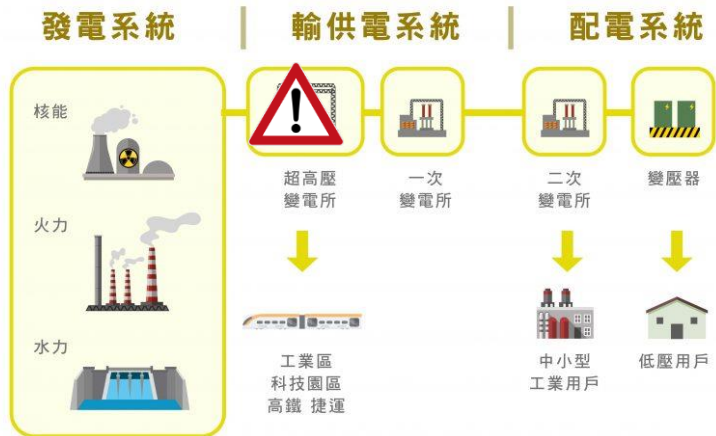 發電系統
輸供電系統
配電系統
核能
火力
水力
超高壓
變電所
一次
變電所
二次
變電所
變壓器
工業區
科技園區
高鐵 捷運
中小型
工業用戶
低壓用戶